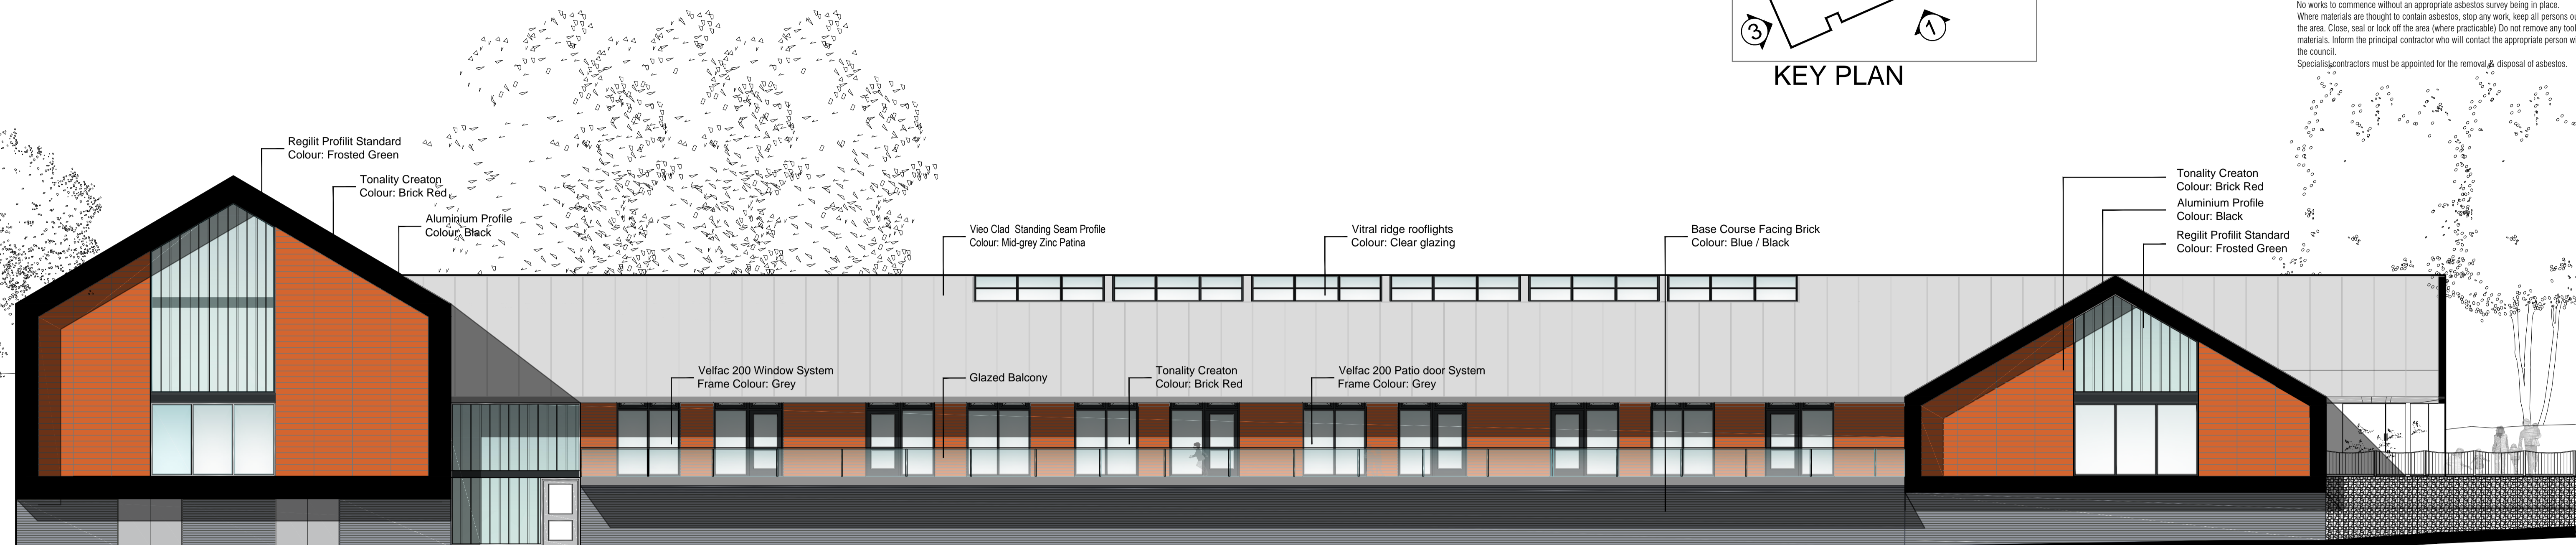 No works to commence without an appropriate asbestos survey being in place.
Where materials are thought to contain asbestos, stop any work, keep all persons
the area. Close, seal or lock off the area (where practicable) Do not remove any
materials. Inform the principal contractor who will contact the appropriate person
the council.
Specialist contractors must be appointed for the removal & disposal of asbestos.
3
1
KEY PLAN
Regilit Profilit Standard
Colour: Frosted Green
Tonality Creaton
Colour: Brick Red
Aluminium Profile
Colour: Black
Vieo Clad Standing Seam Profile
Colour: Mid-grey Zinc Patina
Vitral ridge rooflights
Colour: Clear glazing
Base Course Facing Brick
Colour: Blue / Black
Tonality Creaton
Colour: Brick Red
Aluminium Profile
Colour: Black
Regilit Profilit Standard
Colour: Frosted Green
Velfac 200 Window System
Frame Colour: Grey
Glazed Balcony
Tonality Creaton
Colour: Brick Red
Velfac 200 Patio door System
Frame Colour: Grey